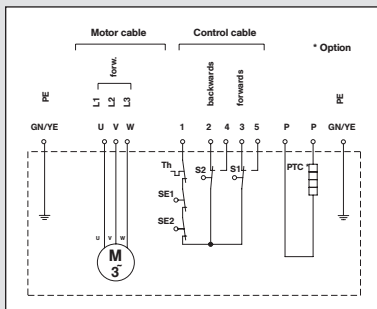 Motor cable Control cable
* Option
forw.
backwards
forwards
PE L1 L2 L3 PE
GN/YE U V W 1 2 4 3 5 P P GN/YE
Th S2 S1 PTC *
SE1
SE2
u v w
M
3~